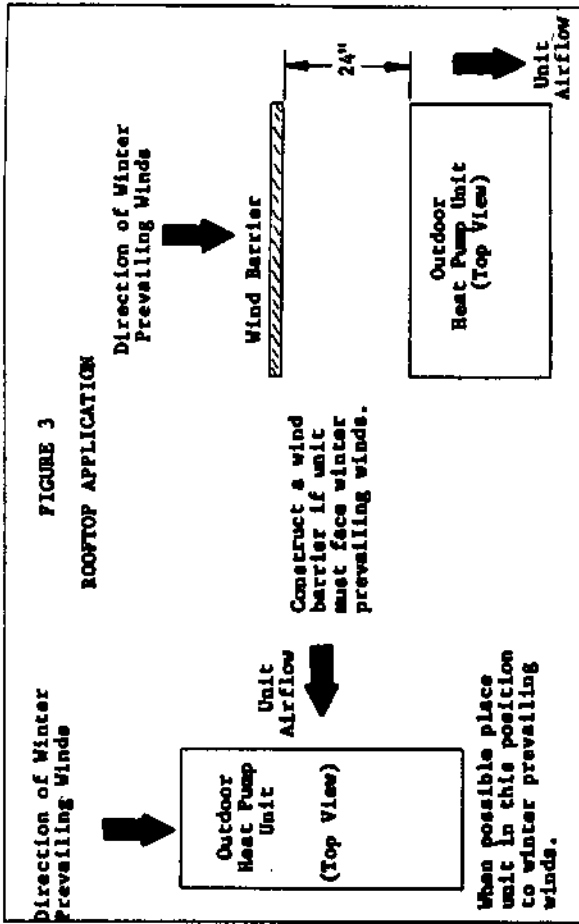 FIGURE 3
ROOFTOP APPLICATION
Direction of Winter
Prevailing Winds
Outdoor
Heat Pump
Unit
(Top View)
Unit
Airflow
When possible place
unit in this position
to winter prevailing
winds.
Construct a wind
barrier if unit
must face winter
prevailing winds.
Direction of Winter
Prevailing Winds
Wind Barrier
24"
Outdoor
Heat Pump Unit
(Top View)
Unit
Airflow